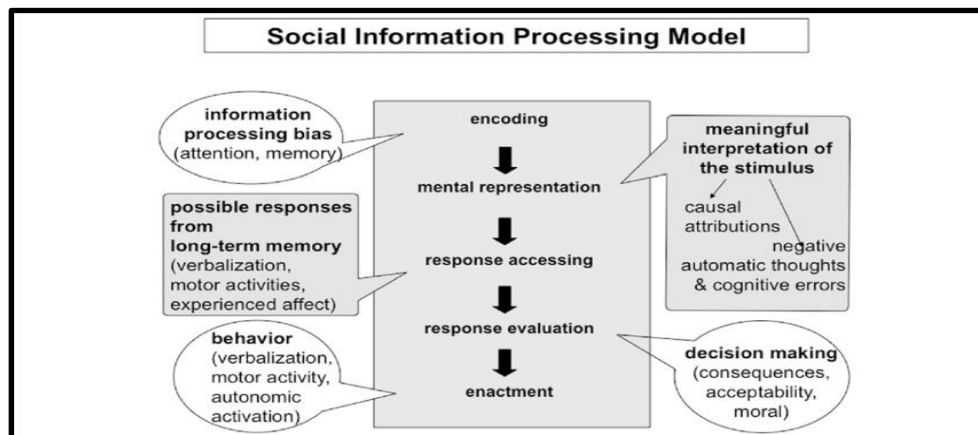 Social Information Processing Model
information
processing bias
(attention, memory)
encoding
meaningful
interpretation of
the stimulus
causal
attributions
negative
automatic thoughts
& cognitive errors
mental representation
possible responses
from
long-term memory
(verbalization,
motor activities,
experienced affect)
response accessing
response evaluation
decision making
(consequences,
acceptability,
moral)
behavior
(verbalization,
motor activity,
autonomic
activation)
enactment